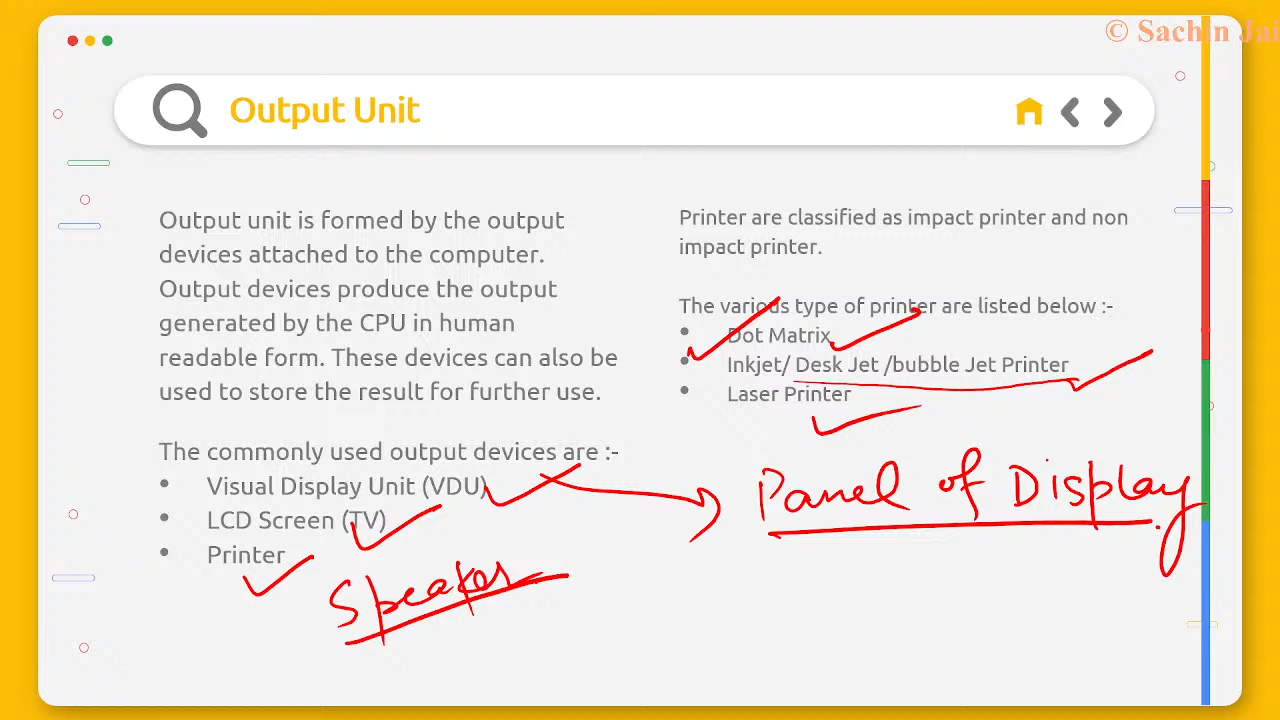 © Sachin Jai
Output Unit
Output unit is formed by the output
devices attached to the computer.
Output devices produce the output
generated by the CPU in human
readable form. These devices can also be
used to store the result for further use.
The commonly used output devices are :-
• Visual Display Unit (VDU)
• LCD Screen (TV)
• Printer
Speaker
Printer are classified as impact printer and non
impact printer.
The various type of printer are listed below :-
• Dot Matrix
• Inkjet/ Desk Jet /bubble Jet Printer
• Laser Printer
Panel of Display